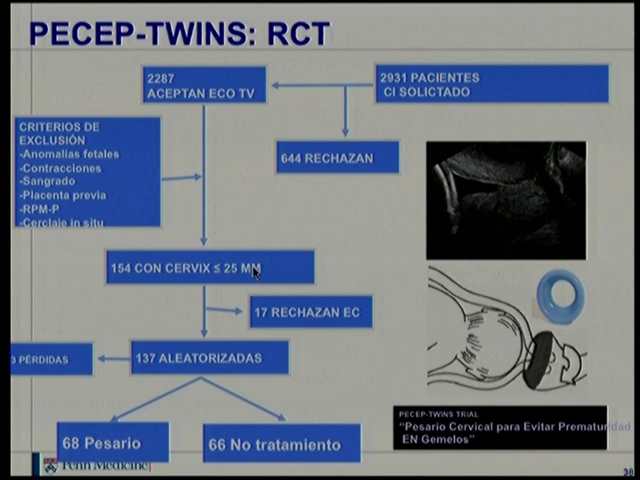 PECEP-TWINS: RCT
2287
ACEPTAN ECO TV
2931 PACIENTES
CI SOLICTADO
CRITERIOS DE
EXCLUSIÓN
-Anomalías fetales
-Contracciones
-Sangrado
-Placenta previa
-RPM-P
-Cerclaje in situ
644 RECHAZAN
154 CON CERVIX ≤ 25 MM
17 RECHAZAN EC
3 PÉRDIDAS
137 ALEATORIZADAS
68 Pesario
66 No tratamiento
PECEP-TWINS TRIAL
“Pesario Cervical para Evitar Prematuridad
EN Gemelos”
Penn Medicine
38